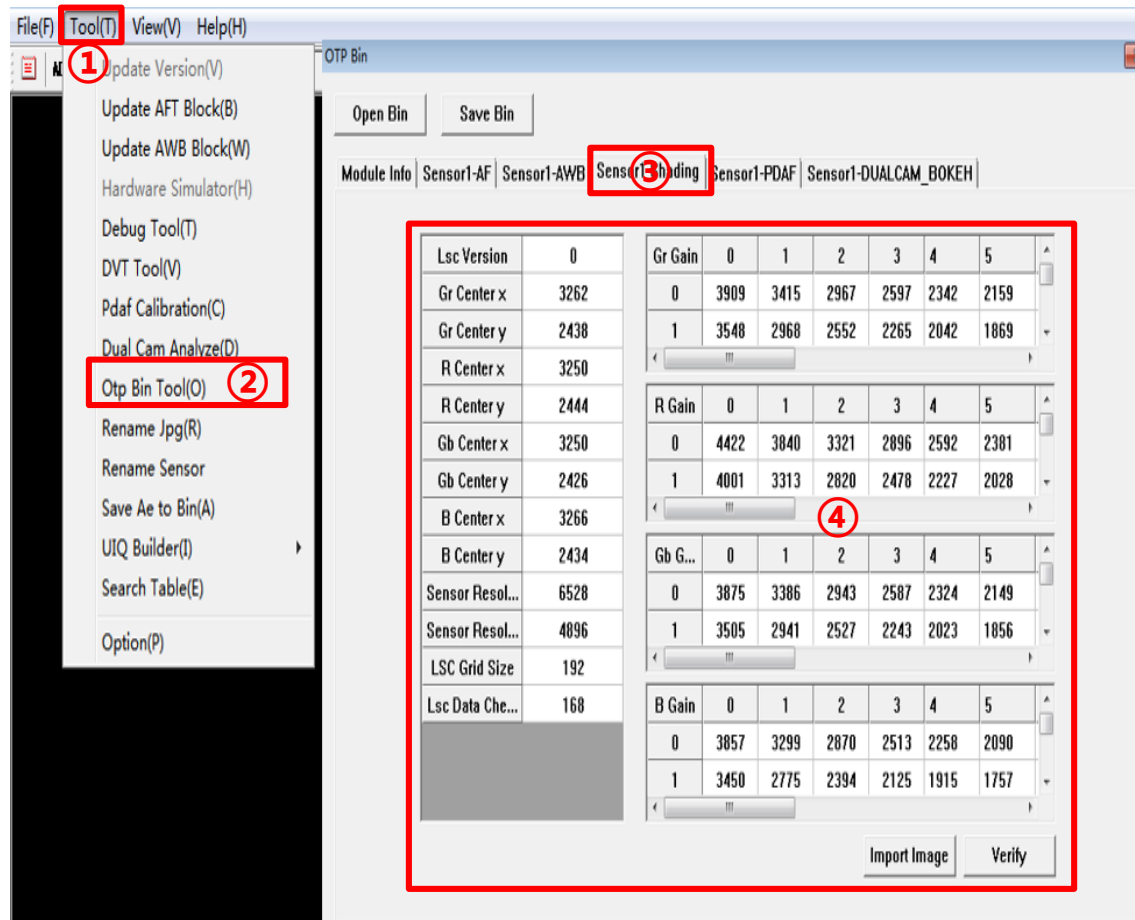 File(F) Tool(T) View(V) Help(H)
①
Update Version(V)
Update AFT Block(B)
Update AWB Block(W)
Hardware Simulator(H)
Debug Tool(T)
DVT Tool(V)
Pdaf Calibration(C)
Dual Cam Analyze(D)
Otp Bin Tool(O) ②
Rename Jpg(R)
Rename Sensor
Save Ae to Bin(A)
UIQ Builder(I)
Search Table(E)
Option(P)
OTP Bin
Open Bin Save Bin
Module Info Sensor1-AF Sensor1-AWB Sensor1-Shading Sensor1-PDAF Sensor1-DUALCAM_BOKEH
③
Lsc Version 0
Gr Center x 3262
Gr Center y 2438
R Center x 3250
R Center y 2444
Gb Center x 3250
Gb Center y 2426
B Center x 3266
B Center y 2434
Sensor Resol... 6528
Sensor Resol... 4896
LSC Grid Size 192
Lsc Data Che... 168
Gr Gain 0 1 2 3 4 5
0 3909 3415 2967 2597 2342 2159
1 3548 2968 2552 2265 2042 1869
R Gain 0 1 2 3 4 5
0 4422 3840 3321 2896 2592 2381
1 4001 3313 2820 2478 2227 2028
④
Gb G... 0 1 2 3 4 5
0 3875 3386 2943 2587 2324 2149
1 3505 2941 2527 2243 2023 1856
B Gain 0 1 2 3 4 5
0 3857 3299 2870 2513 2258 2090
1 3450 2775 2394 2125 1915 1757
Import Image Verify